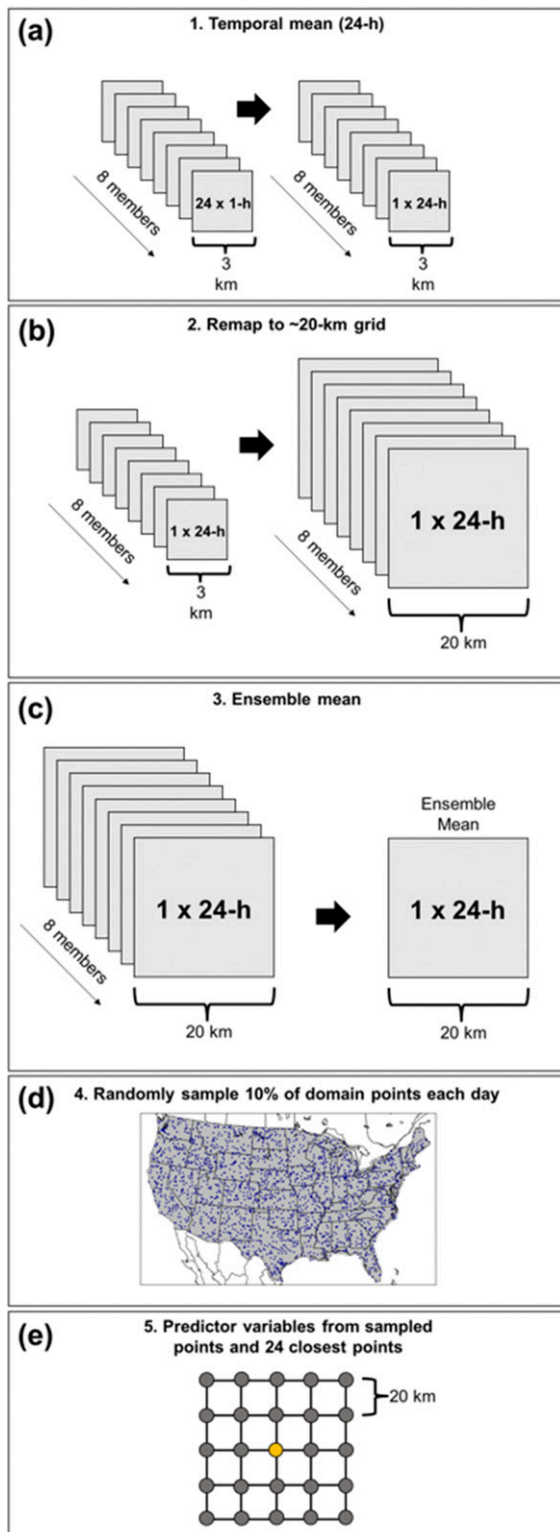 (a)
1. Temporal mean (24-h)
8 members
24 x 1-h
3
km
8 members
1 x 24-h
3
km
(b)
2. Remap to ~20-km grid
8 members
1 x 24-h
3
km
8 members
1 x 24-h
20 km
(c)
3. Ensemble mean
8 members
1 x 24-h
20 km
Ensemble
Mean
1 x 24-h
20 km
(d)
4. Randomly sample 10% of domain points each day
(e)
5. Predictor variables from sampled
points and 24 closest points
20 km